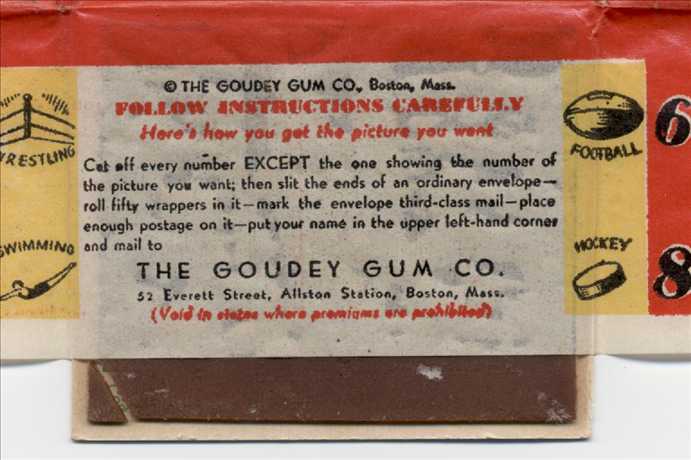 © THE GOUDEY GUM CO., Boston, Mass.
FOLLOW INSTRUCTIONS CAREFULLY
Here's how you get the picture you want
Cut off every number EXCEPT the one showing the number of
the picture you want; then slit the ends of an ordinary envelope—
roll fifty wrappers in it—mark the envelope third-class mail—place
enough postage on it—put your name in the upper left-hand corner
and mail to
THE GOUDEY GUM CO.
52 Everett Street, Allston Station, Boston, Mass.
(Void in states where premiums are prohibited)
WRESTLING
SWIMMING
FOOTBALL
HOCKEY
6
8